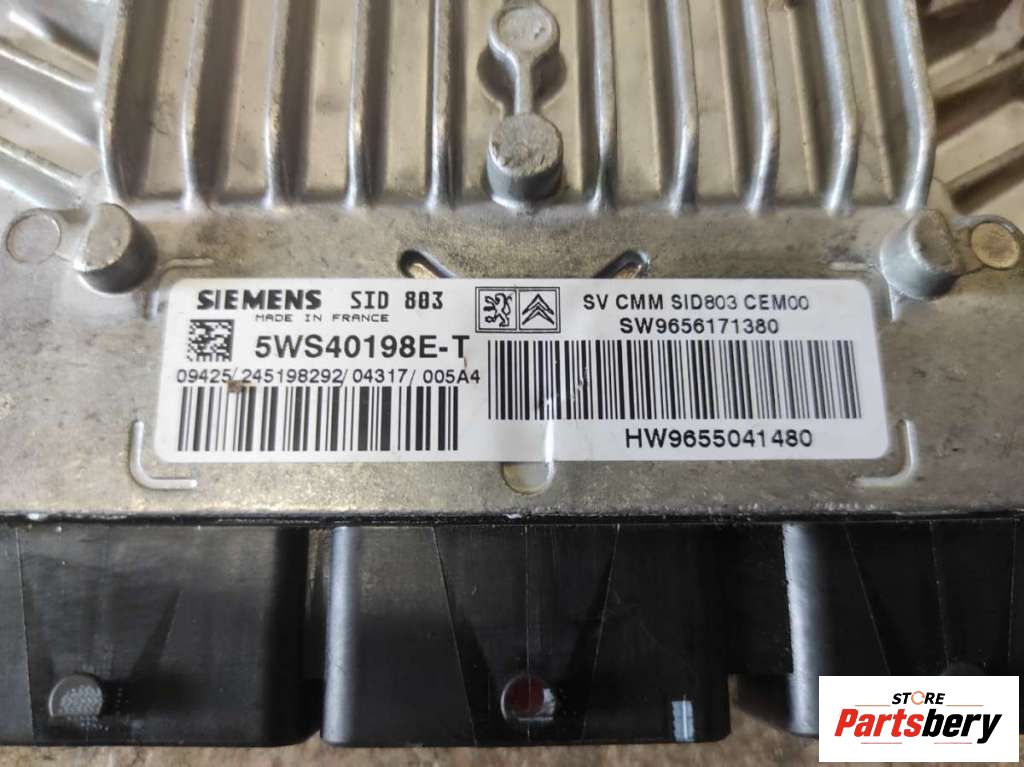 SIEMENS SID 803
MADE IN FRANCE
5WS40198E-T
09425/245198292/04317/005A4
SV CMM SID803 CEM00
SW9656171380
HW9655041480
STORE
Partsbery